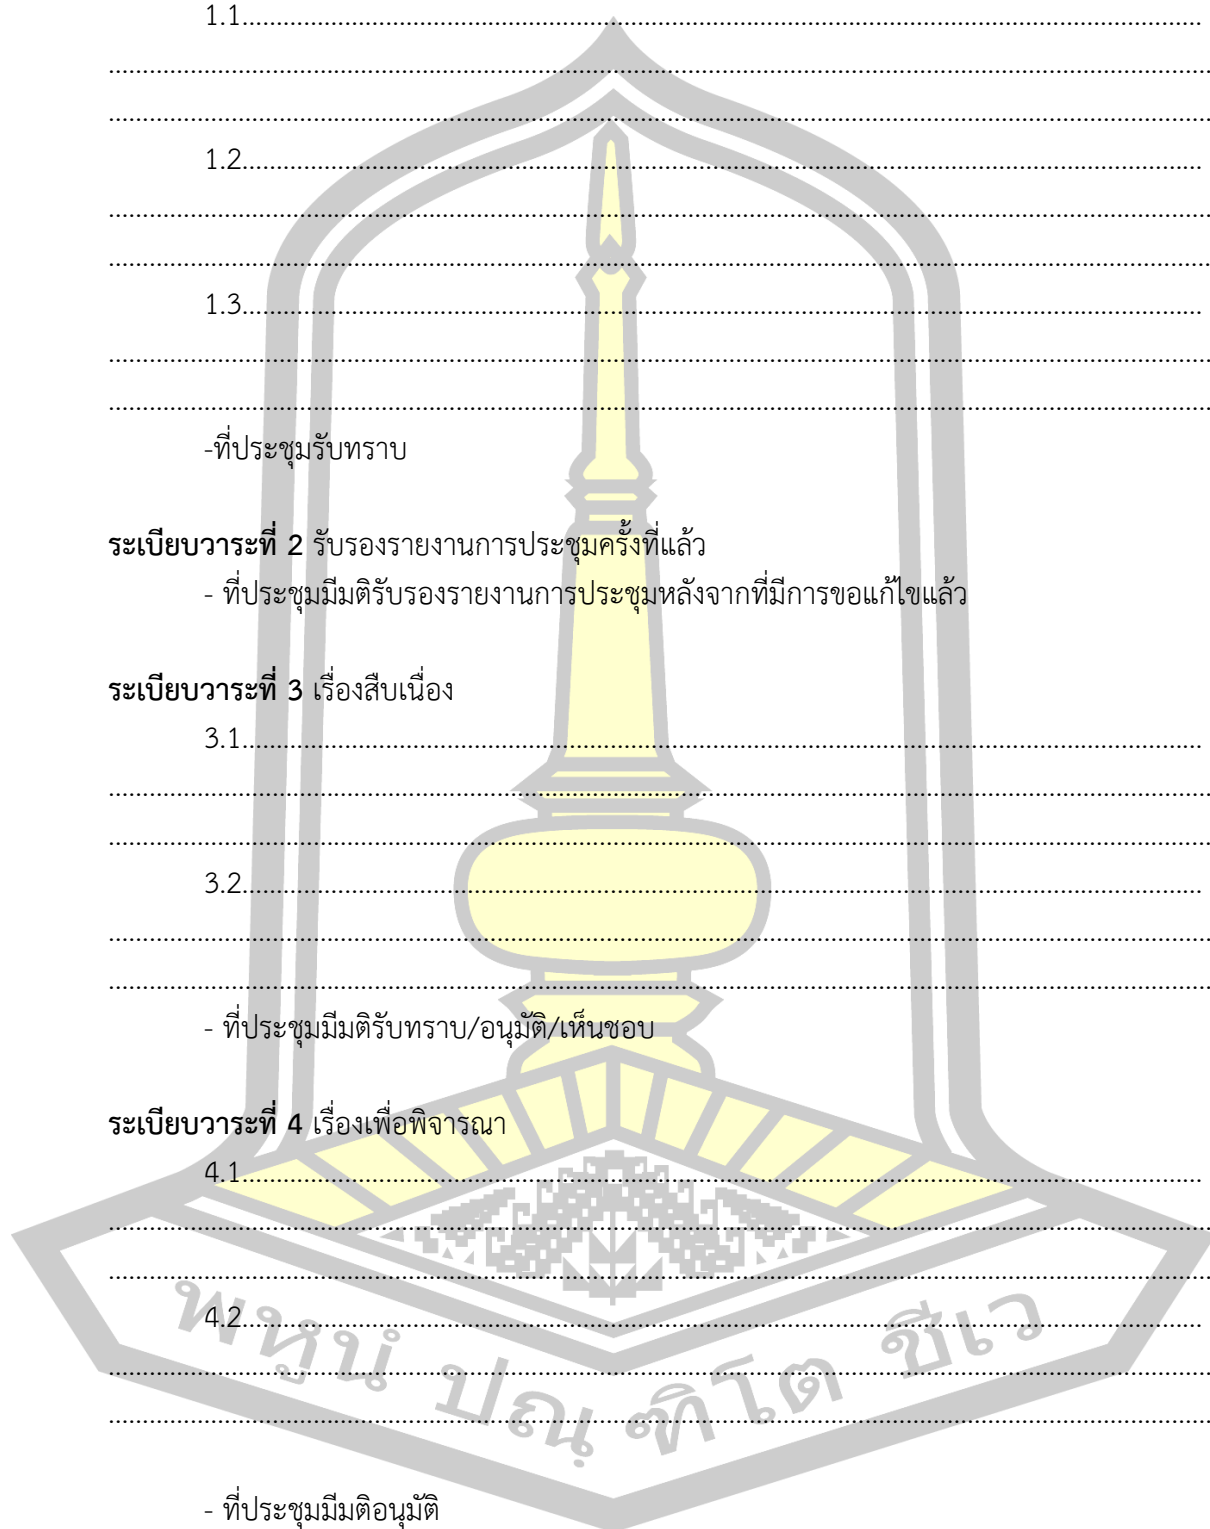 1.1........................................................................................................................
........................................................................................................................................
........................................................................................................................................
1.2........................................................................................................................
........................................................................................................................................
........................................................................................................................................
1.3........................................................................................................................
........................................................................................................................................
........................................................................................................................................
-ที่ประชุมรับทราบ
ระเบียบวาระที่ 2 รับรองรายงานการประชุมครั้งที่แล้ว
- ที่ประชุมมีมติรับรองรายงานการประชุมหลังจากที่มีการขอแก้ไขแล้ว
ระเบียบวาระที่ 3 เรื่องสืบเนื่อง
3.1........................................................................................................................
........................................................................................................................................
........................................................................................................................................
3.2........................................................................................................................
........................................................................................................................................
........................................................................................................................................
- ที่ประชุมมีมติรับทราบ/อนุมัติ/เห็นชอบ
ระเบียบวาระที่ 4 เรื่องเพื่อพิจารณา
4.1........................................................................................................................
........................................................................................................................................
........................................................................................................................................
4.2........................................................................................................................
........................................................................................................................................
........................................................................................................................................
พหูนํ ปณฺฑิโต ชีเว
- ที่ประชุมมีมติอนุมัติ